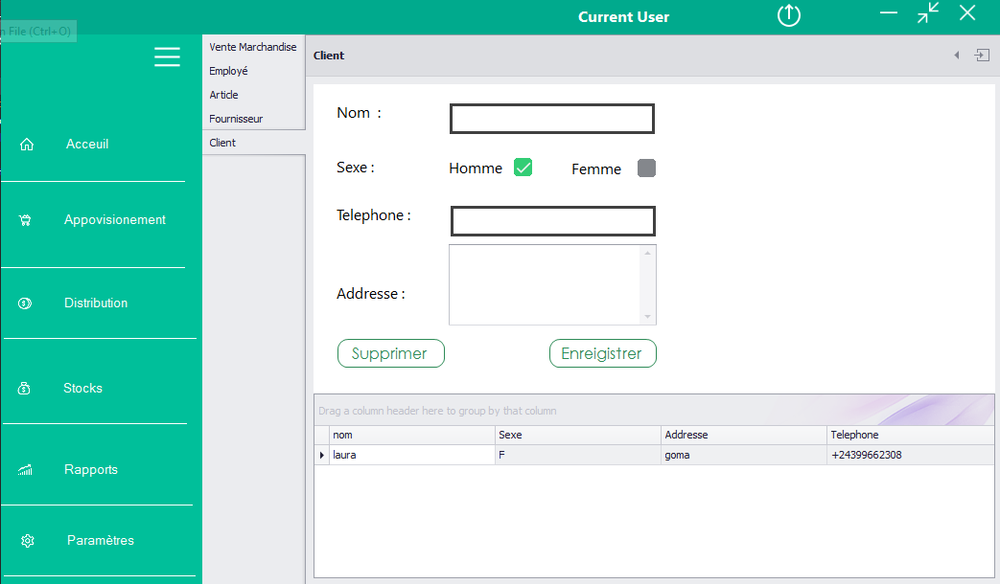 Current User
n File (Ctrl+O)
Vente Marchandise
Employé
Article
Fournisseur
Client
Client
Acceuil
Appovisionement
Distribution
Stocks
Rapports
Paramètres
Nom :
Sexe :
Homme
Femme
Telephone :
Addresse :
Supprimer
Enreigistrer
Drag a column header here to group by that column
nom Sexe Addresse Telephone
laura F goma +24399662308